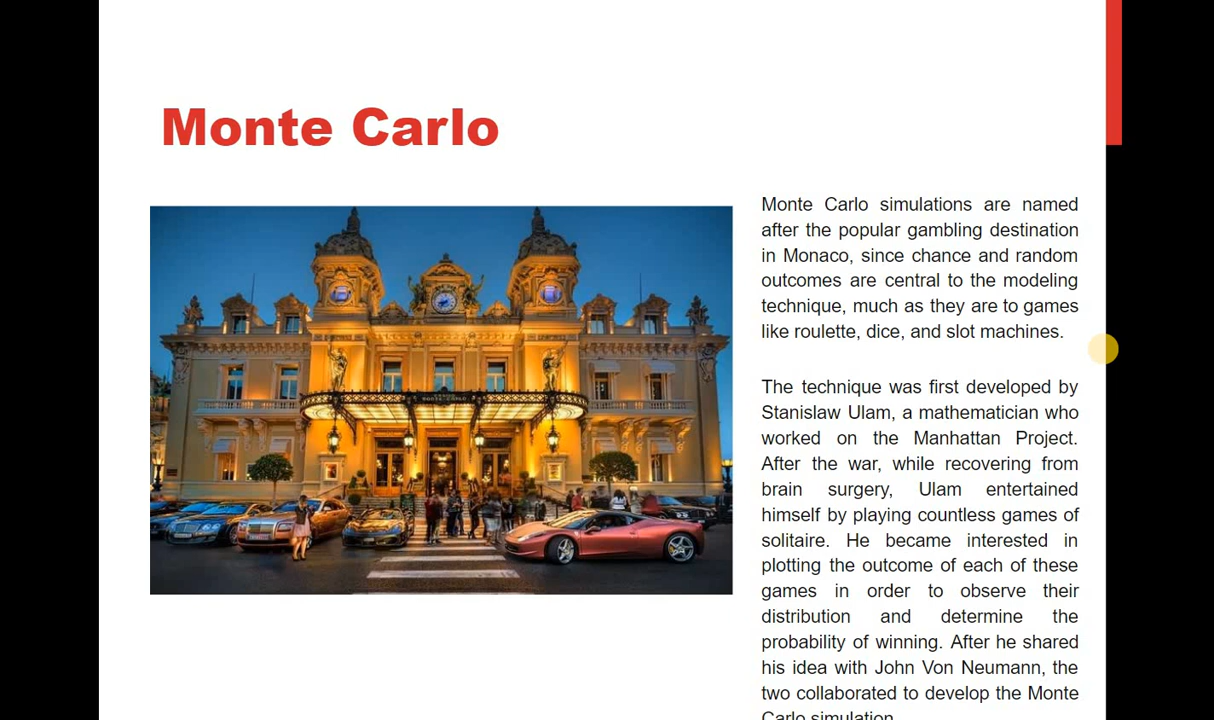 Monte Carlo
Monte Carlo simulations are named
after the popular gambling destination
in Monaco, since chance and random
outcomes are central to the modeling
technique, much as they are to games
like roulette, dice, and slot machines.
The technique was first developed by
Stanislaw Ulam, a mathematician who
worked on the Manhattan Project.
After the war, while recovering from
brain surgery, Ulam entertained
himself by playing countless games of
solitaire. He became interested in
plotting the outcome of each of these
games in order to observe their
distribution and determine the
probability of winning. After he shared
his idea with John Von Neumann, the
two collaborated to develop the Monte
Carlo simulation